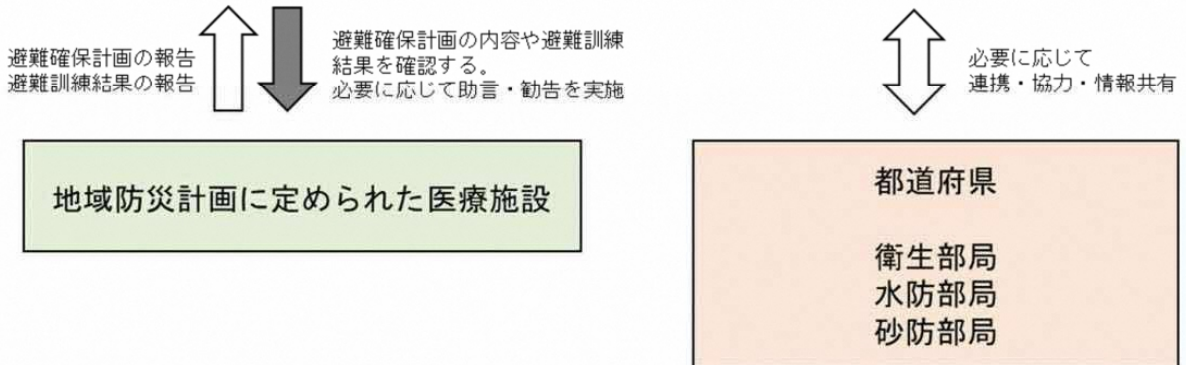 避難確保計画の報告
避難訓練結果の報告
避難確保計画の内容や避難訓練
結果を確認する。
必要に応じて助言・勧告を実施
必要に応じて
連携・協力・情報共有
地域防災計画に定められた医療施設
都道府県
衛生部局
水防部局
砂防部局